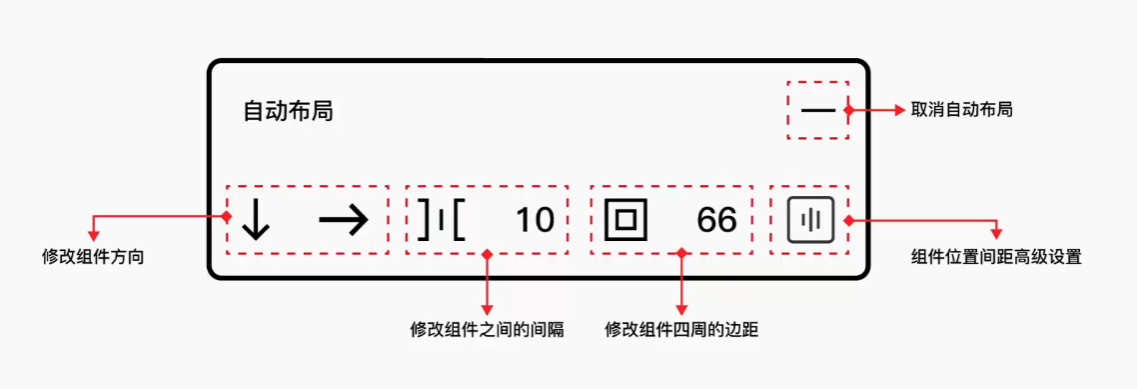 自动布局
取消自动布局
10
66
修改组件方向
组件位置间距高级设置
修改组件之间的间隔
修改组件四周的边距